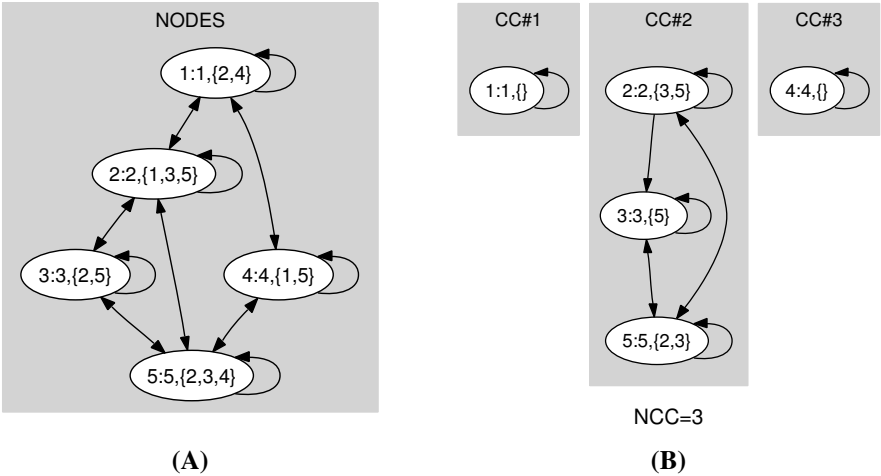 NODES
1:1,{2,4}
2:2,{1,3,5}
3:3,{2,5}
4:4,{1,5}
5:5,{2,3,4}
(A)
CC#1
1:1,{}
CC#2
2:2,{3,5}
3:3,{5}
5:5,{2,3}
CC#3
4:4,{}
NCC=3
(B)